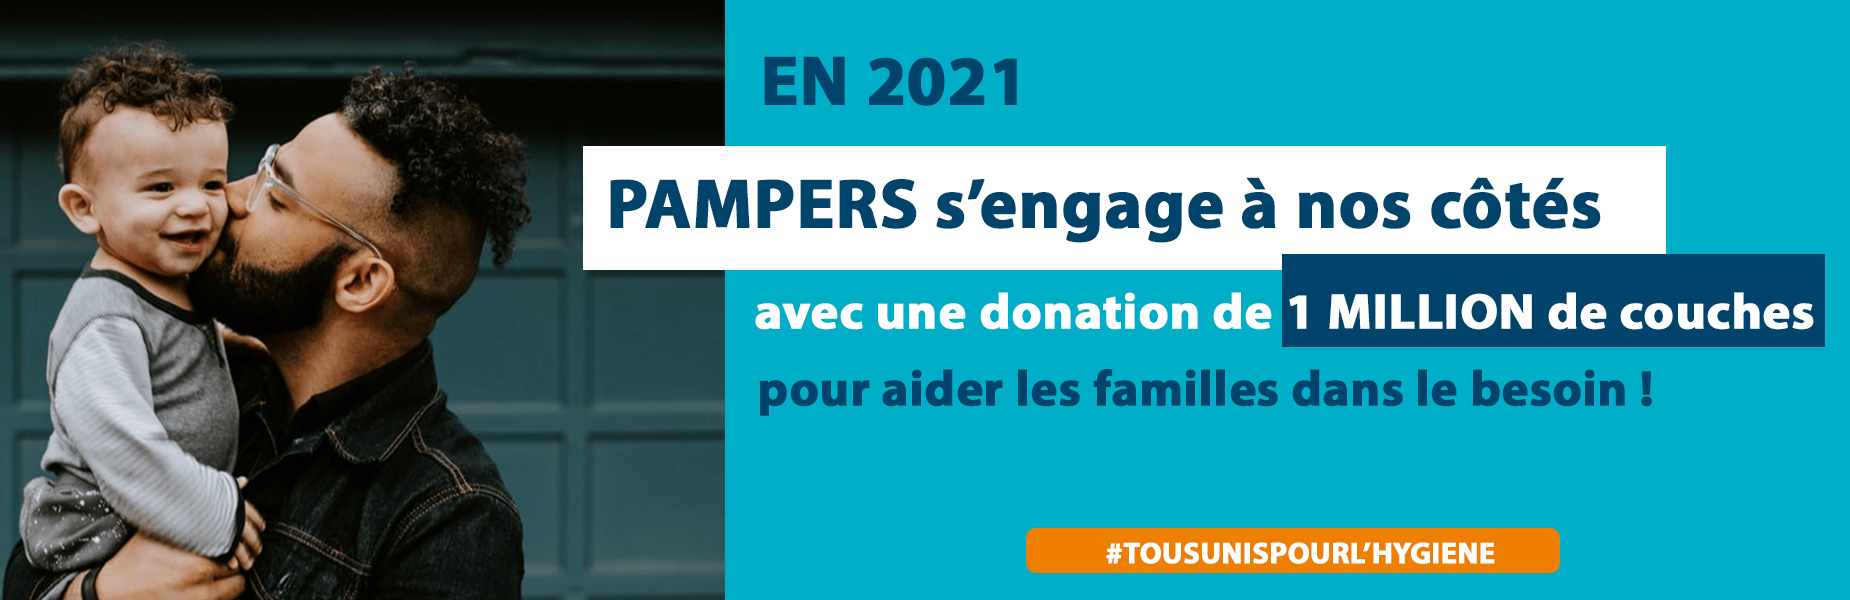 EN 2021
PAMPERS s’engage à nos côtés
avec une donation de 1 MILLION de couches
pour aider les familles dans le besoin !
#TOUSUNISPOURL’HYGIENE